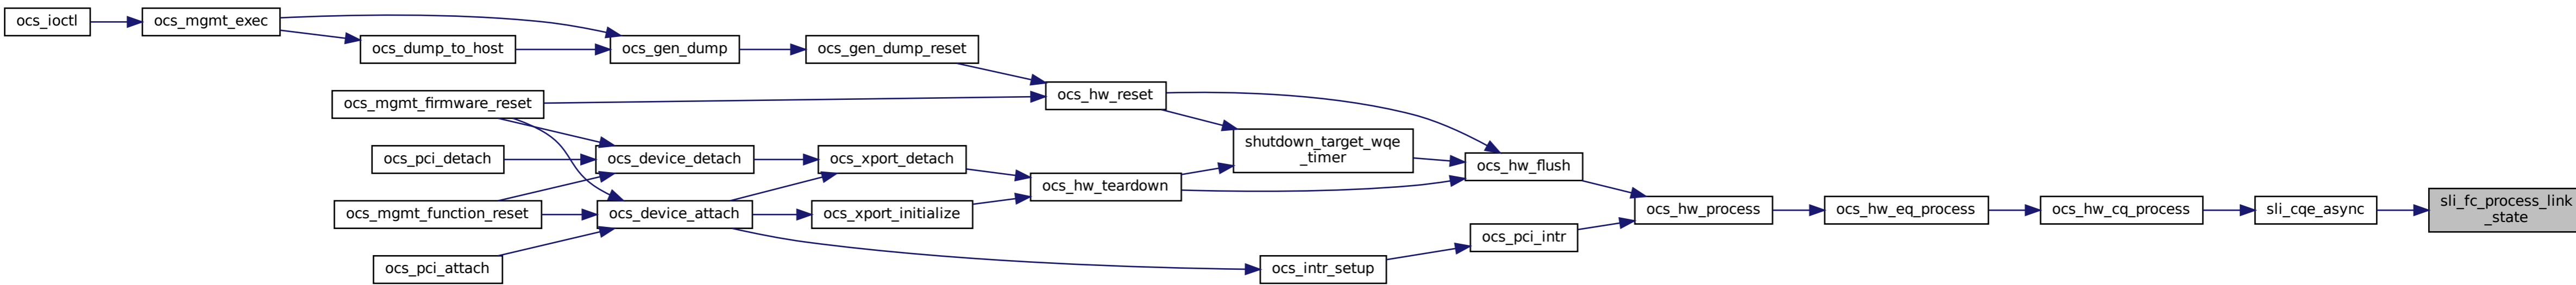 ocs_ioctl
ocs_mgmt_exec
ocs_dump_to_host
ocs_gen_dump
ocs_gen_dump_reset
ocs_mgmt_firmware_reset
ocs_hw_reset
shutdown_target_wqe
_timer
ocs_pci_detach
ocs_device_detach
ocs_xport_detach
ocs_hw_flush
ocs_hw_teardown
ocs_mgmt_function_reset
ocs_device_attach
ocs_xport_initialize
ocs_hw_process
ocs_hw_eq_process
ocs_hw_cq_process
sli_cqe_async
sli_fc_process_link
_state
ocs_pci_intr
ocs_pci_attach
ocs_intr_setup